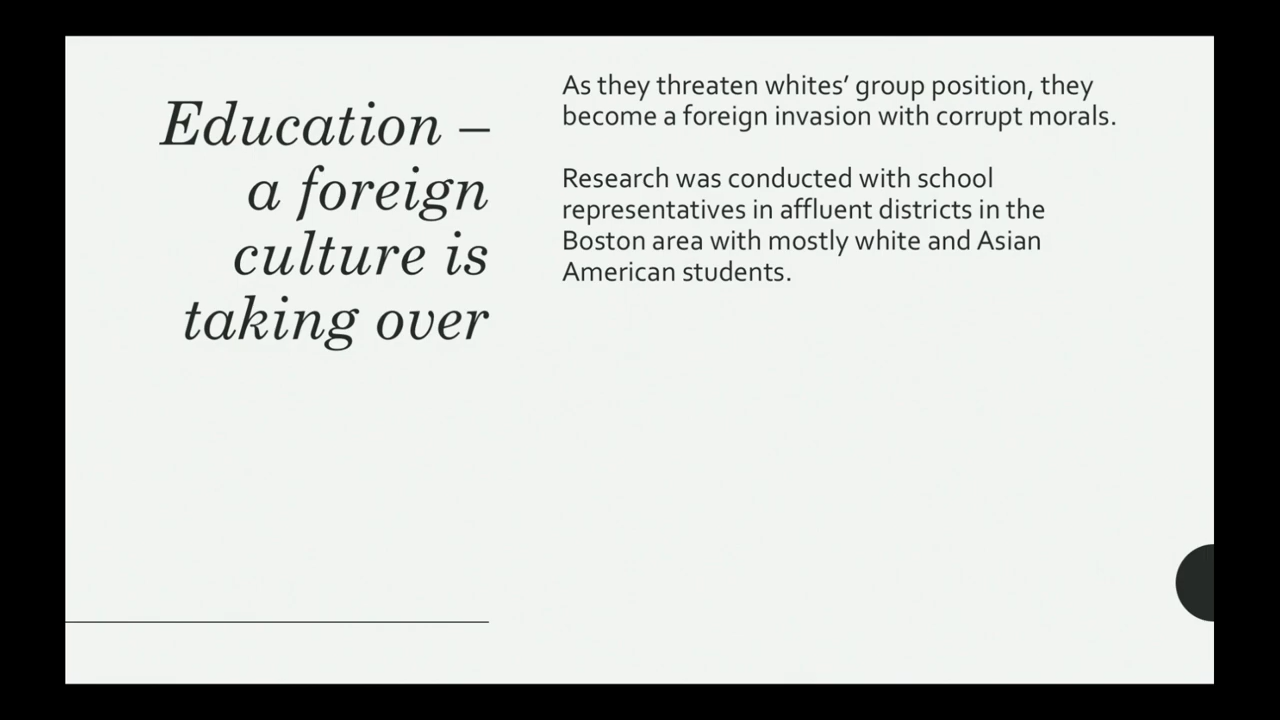 Education –
a foreign
culture is
taking over
As they threaten whites’ group position, they
become a foreign invasion with corrupt morals.
Research was conducted with school
representatives in affluent districts in the
Boston area with mostly white and Asian
American students.